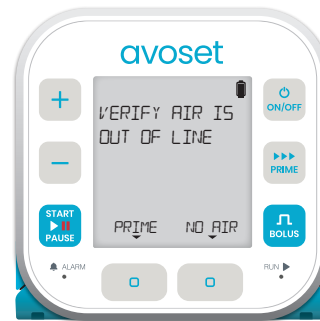 avoset
VERIFY AIR IS
OUT OF LINE
PRIME NO AIR
ON/OFF
PRIME
START
PAUSE
BOLUS
ALARM
RUN